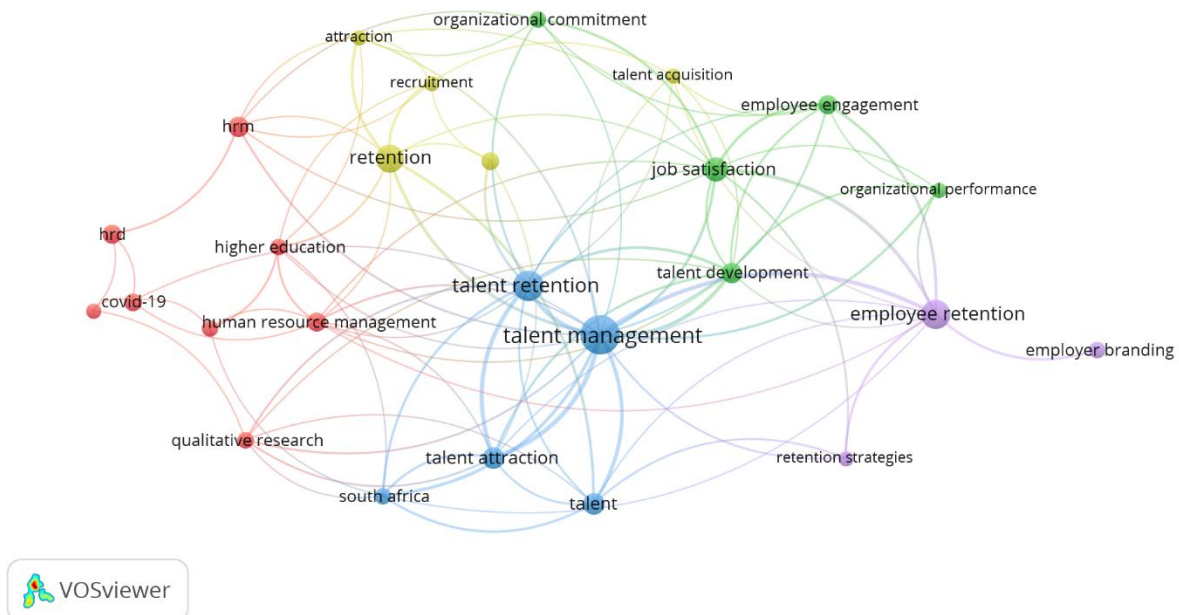 organizational commitment
attraction
talent acquisition
recruitment
employee engagement
hrm
retention
job satisfaction
organizational performance
hrd
higher education
talent development
talent retention
covid-19
employee retention
human resource management
talent management
employer branding
qualitative research
talent attraction
retention strategies
south africa
talent
VOSviewer